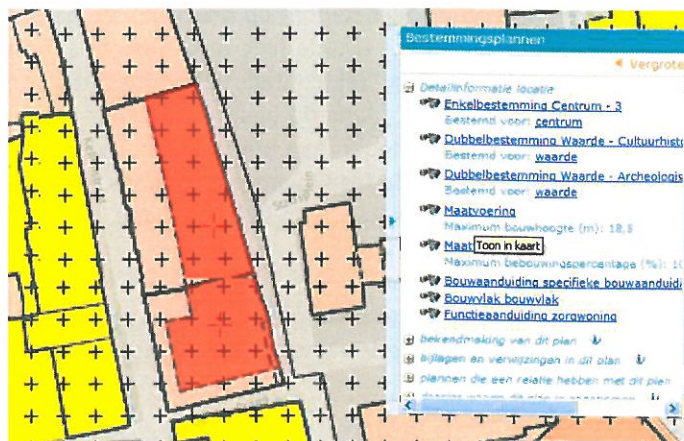 Bestemmingsplannen
Vergrote
Detailinformatie locatie
Enkelbestemming Centrum - 3
Bestemd voor: centrum
Dubbelbestemming Waarde - Cultuurhisto
Bestemd voor: waarde
Dubbelbestemming Waarde - Archeologis
Bestemd voor: waarde
Maatvoering
Maximum bouwhoogte (m): 18,5
Maat Toon in kaart
Maximum bebouwingspercentage (%): 10
Bouwaanduiding specifieke bouwaanduidi
Bouwvlak bouwvlak
Functieaanduiding zorgwoning
bekendmaking van dit plan
bijlagen en verwijzingen in dit plan
plannen die een relatie hebben met dit plan